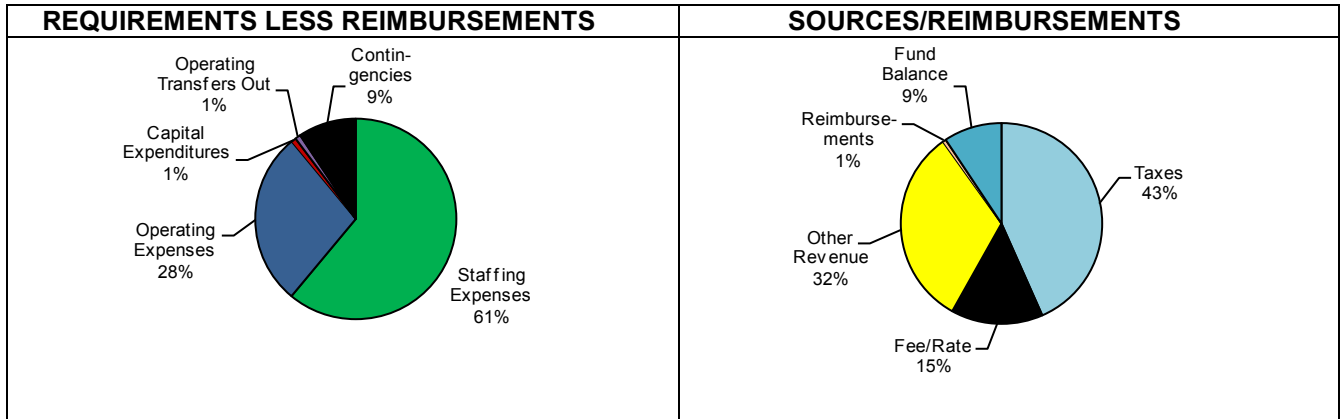 REQUIREMENTS LESS REIMBURSEMENTS
Contin-
gencies
9%
Operating
Transfers Out
1%
Capital
Expenditures
1%
Operating
Expenses
28%
Staffing
Expenses
61%
SOURCES/REIMBURSEMENTS
Fund
Balance
9%
Reimburse-
ments
1%
Taxes
43%
Other
Revenue
32%
Fee/Rate
15%